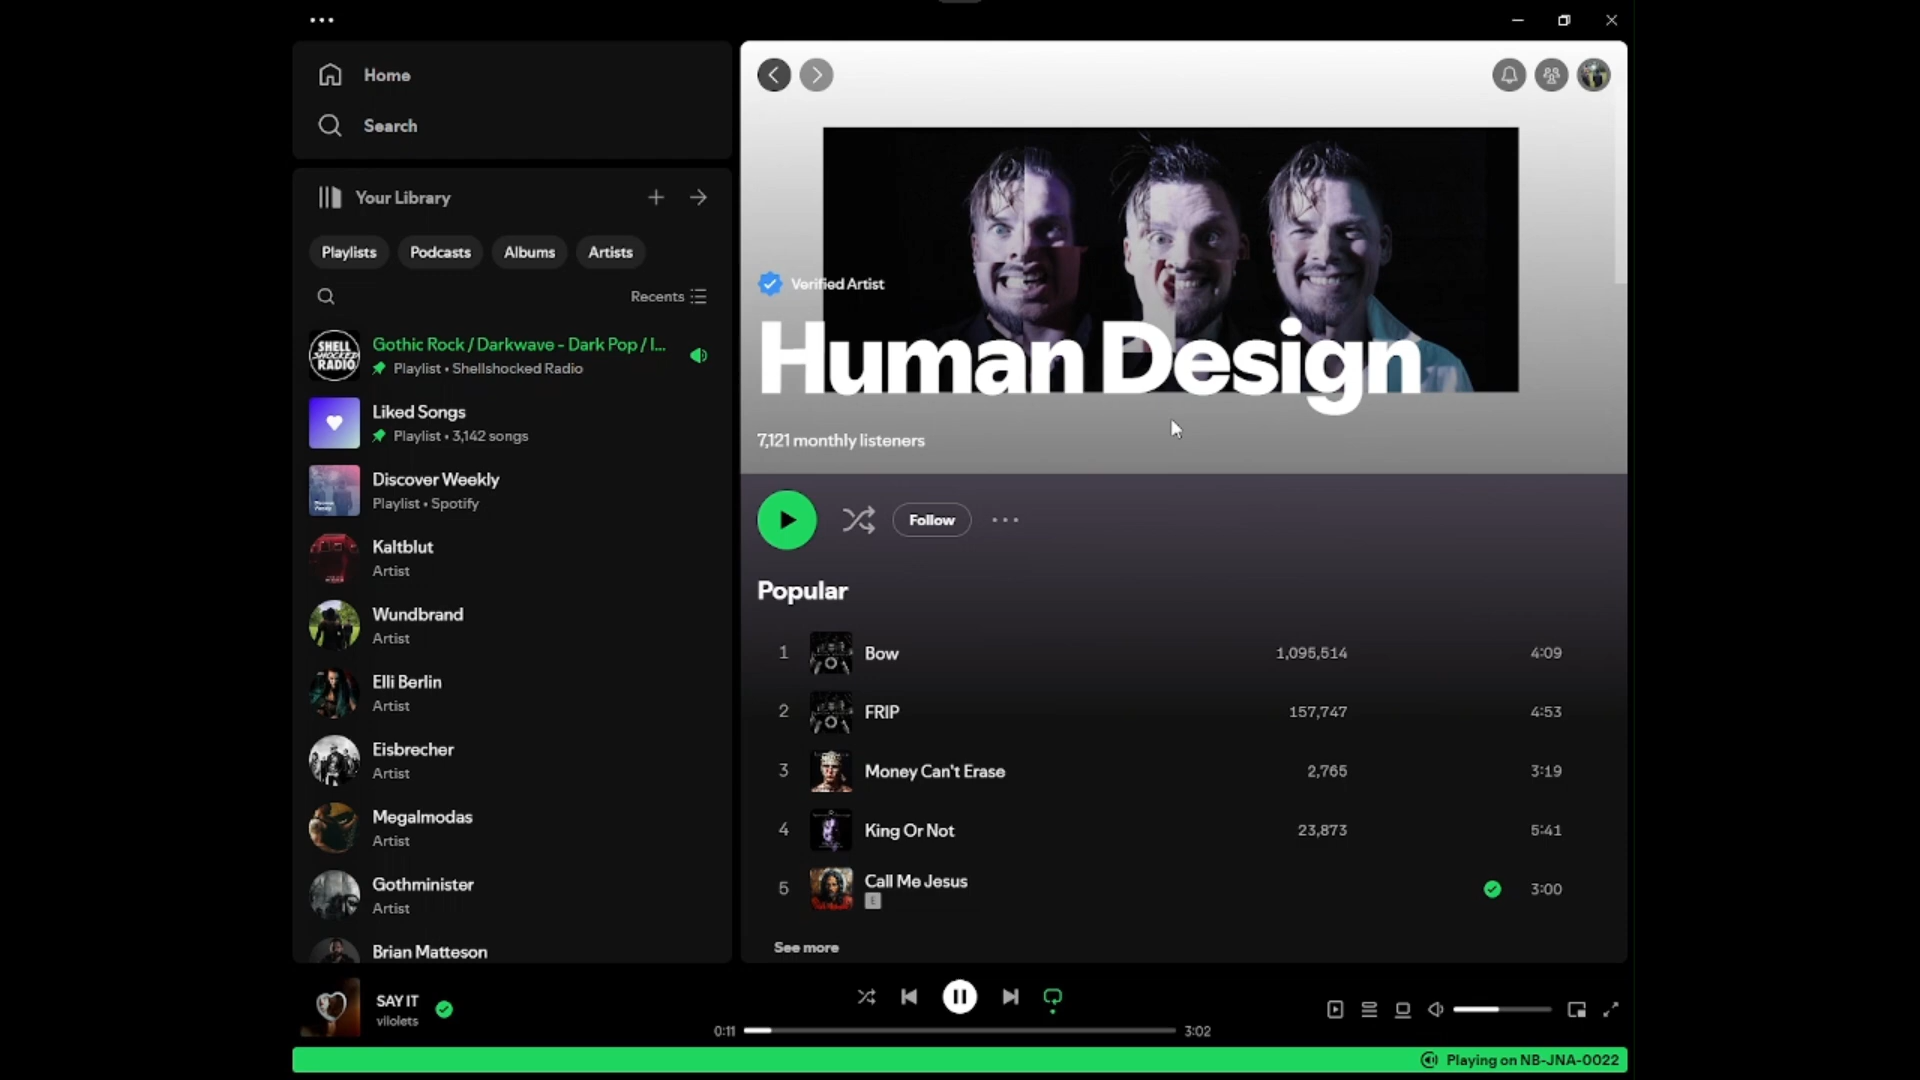 Home
Search
Your Library
Playlists
Podcasts
Albums
Artists
Recents
SHELL
SHOCKED
RADIO
Gothic Rock / Darkwave - Dark Pop / I...
Playlist • Shellshocked Radio
Liked Songs
Playlist • 3,142 songs
Discover Weekly
Playlist • Spotify
Kaltblut
Artist
Wundbrand
Artist
Elli Berlin
Artist
Eisbrecher
Artist
Megalmodas
Artist
Gothminister
Artist
Brian Matteson
Verified Artist
Human Design
7,121 monthly listeners
Follow
Popular
1 Bow 1,095,514 4:09
2 FRIP 157,747 4:53
3 Money Can't Erase 2,765 3:19
4 King Or Not 23,873 5:41
5 Call Me Jesus 3:00
E
See more
SAY IT
viiolets
0:11
3:02
Playing on NB-JNA-0022